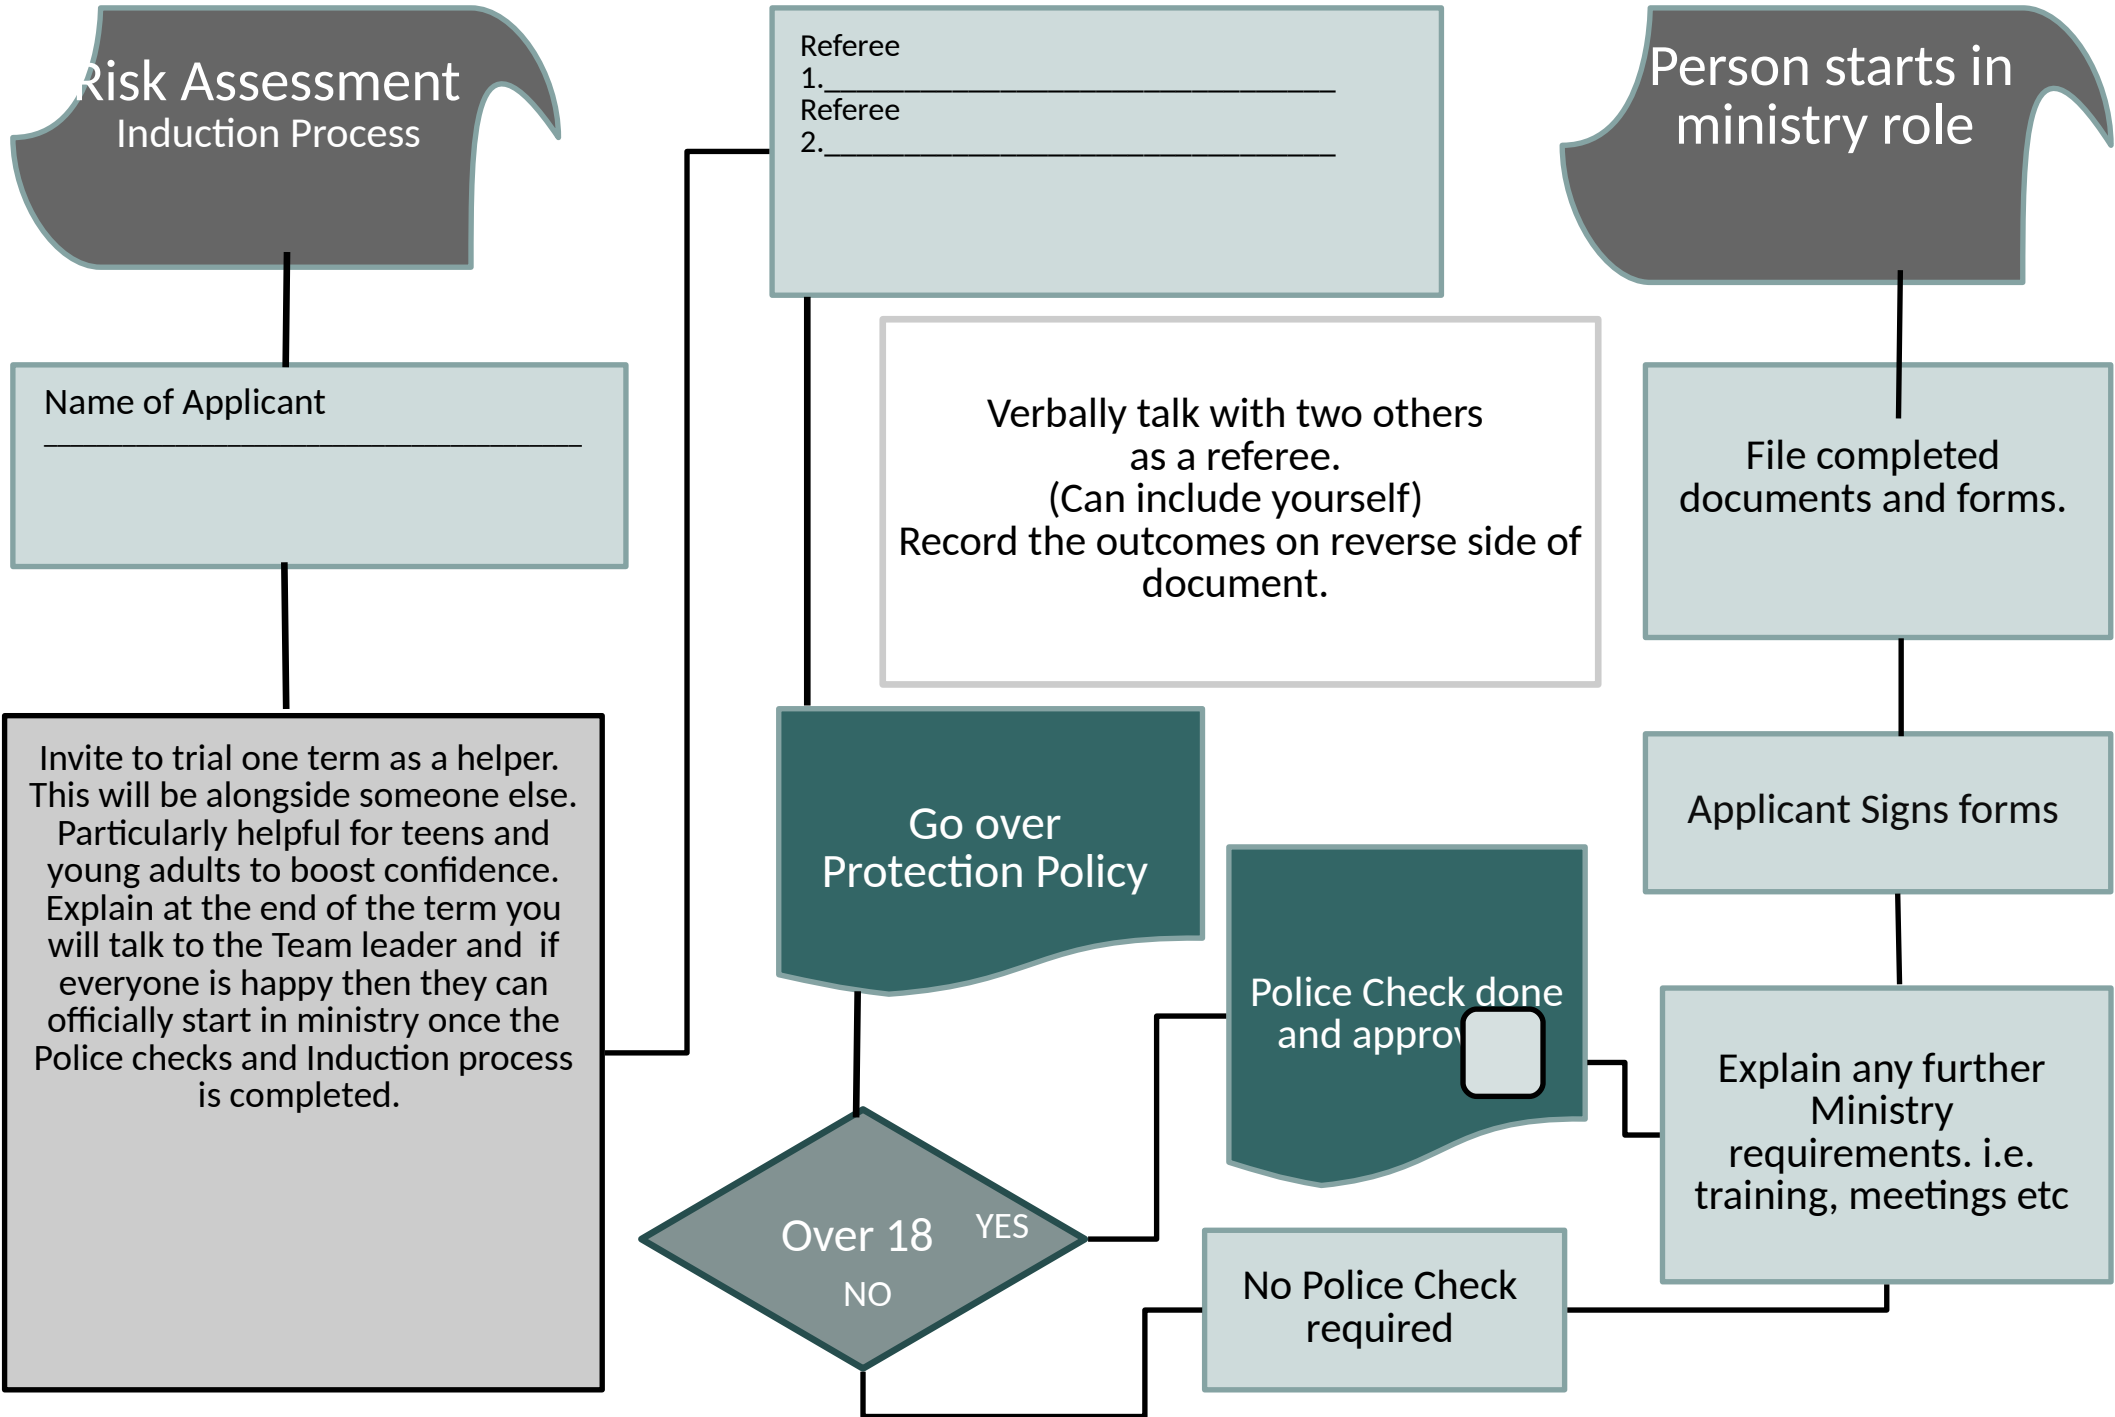 Risk Assessment
Induction Process
Name of Applicant
________________________________________
Invite to trial one term as a helper.
This will be alongside someone else.
Particularly helpful for teens and
young adults to boost confidence.
Explain at the end of the term you
will talk to the Team leader and  if
everyone is happy then they can
officially start in ministry once the
Police checks and Induction process
is completed.
Referee
1.________________________________
Referee
2.________________________________
Verbally talk with two others
as a referee.
(Can include yourself)
Record the outcomes on reverse side of
document.
Go over
Protection Policy
Over 18
YES
NO
Police Check done
and
No Police Check
required
Explain any further
Ministry
requirements. i.e.
training, meetings etc
Applicant Signs forms
File completed
documents and forms.
Person starts in
ministry role